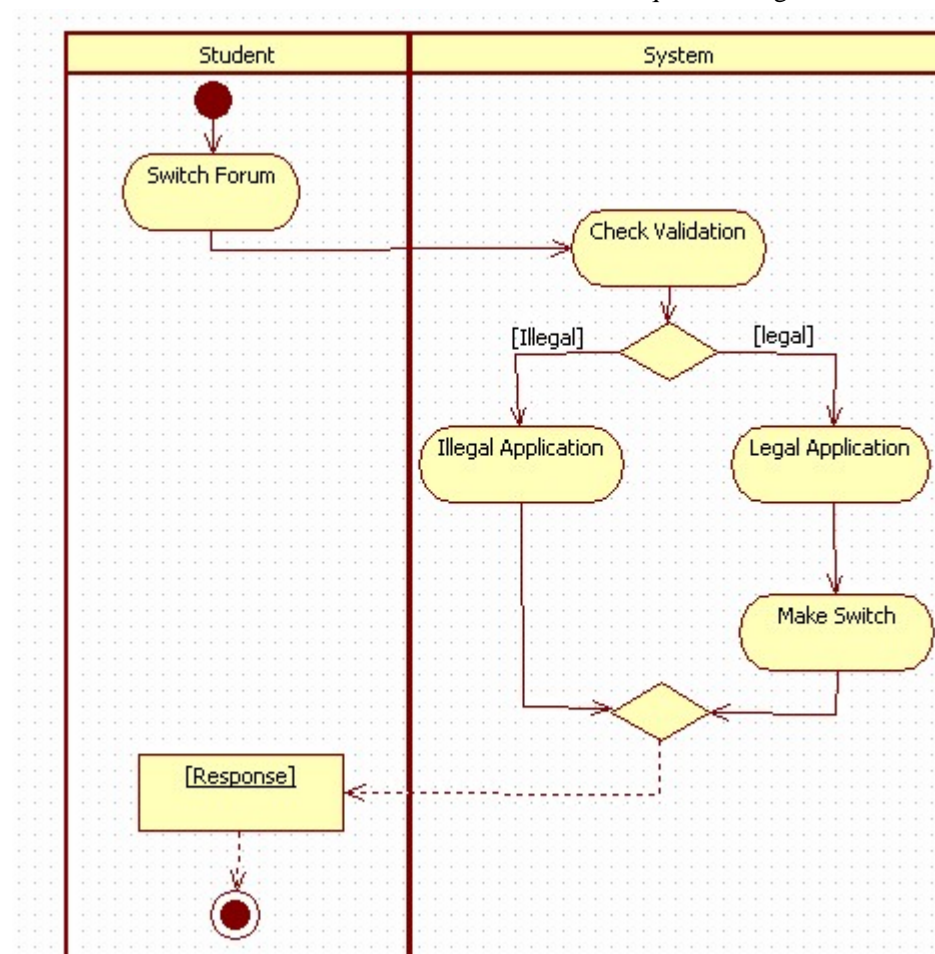 Student
System
Switch Forum
Check Validation
[Illegal]
[legal]
Illegal Application
Legal Application
Make Switch
[Response]